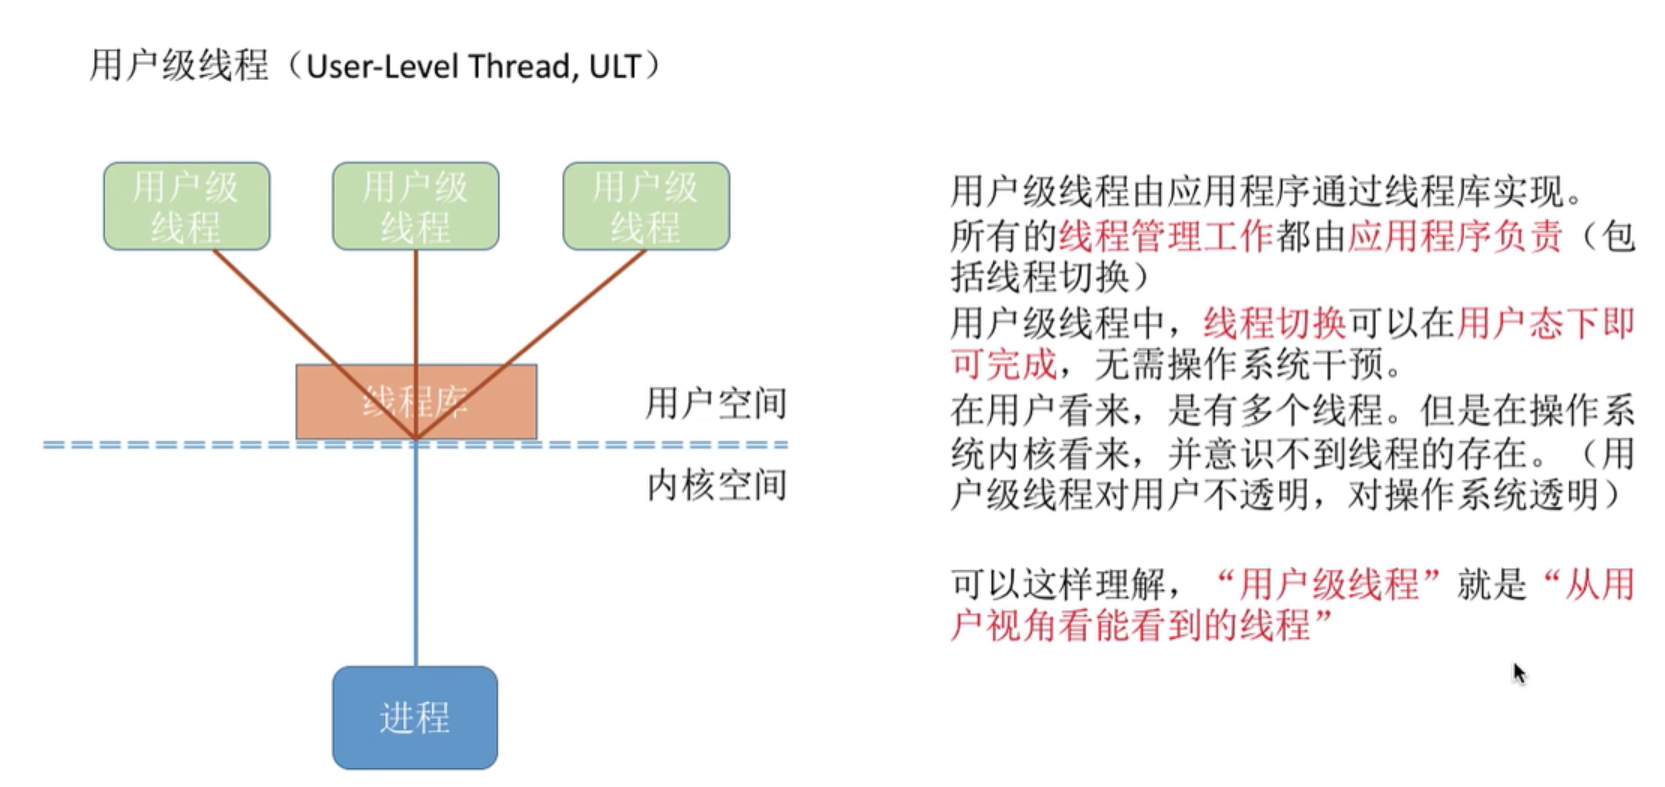 用户级线程（User-Level Thread, ULT）
用户级
线程
用户级
线程
用户级
线程
线程库
用户空间
内核空间
进程
用户级线程由应用程序通过线程库实现。
所有的线程管理工作都由应用程序负责（包
括线程切换）
用户级线程中，线程切换可以在用户态下即
可完成，无需操作系统干预。
在用户看来，是有多个线程。但是在操作系
统内核看来，并意识不到线程的存在。（用
户级线程对用户不透明，对操作系统透明）
可以这样理解，“用户级线程”就是“从用
户视角看能看到的线程”